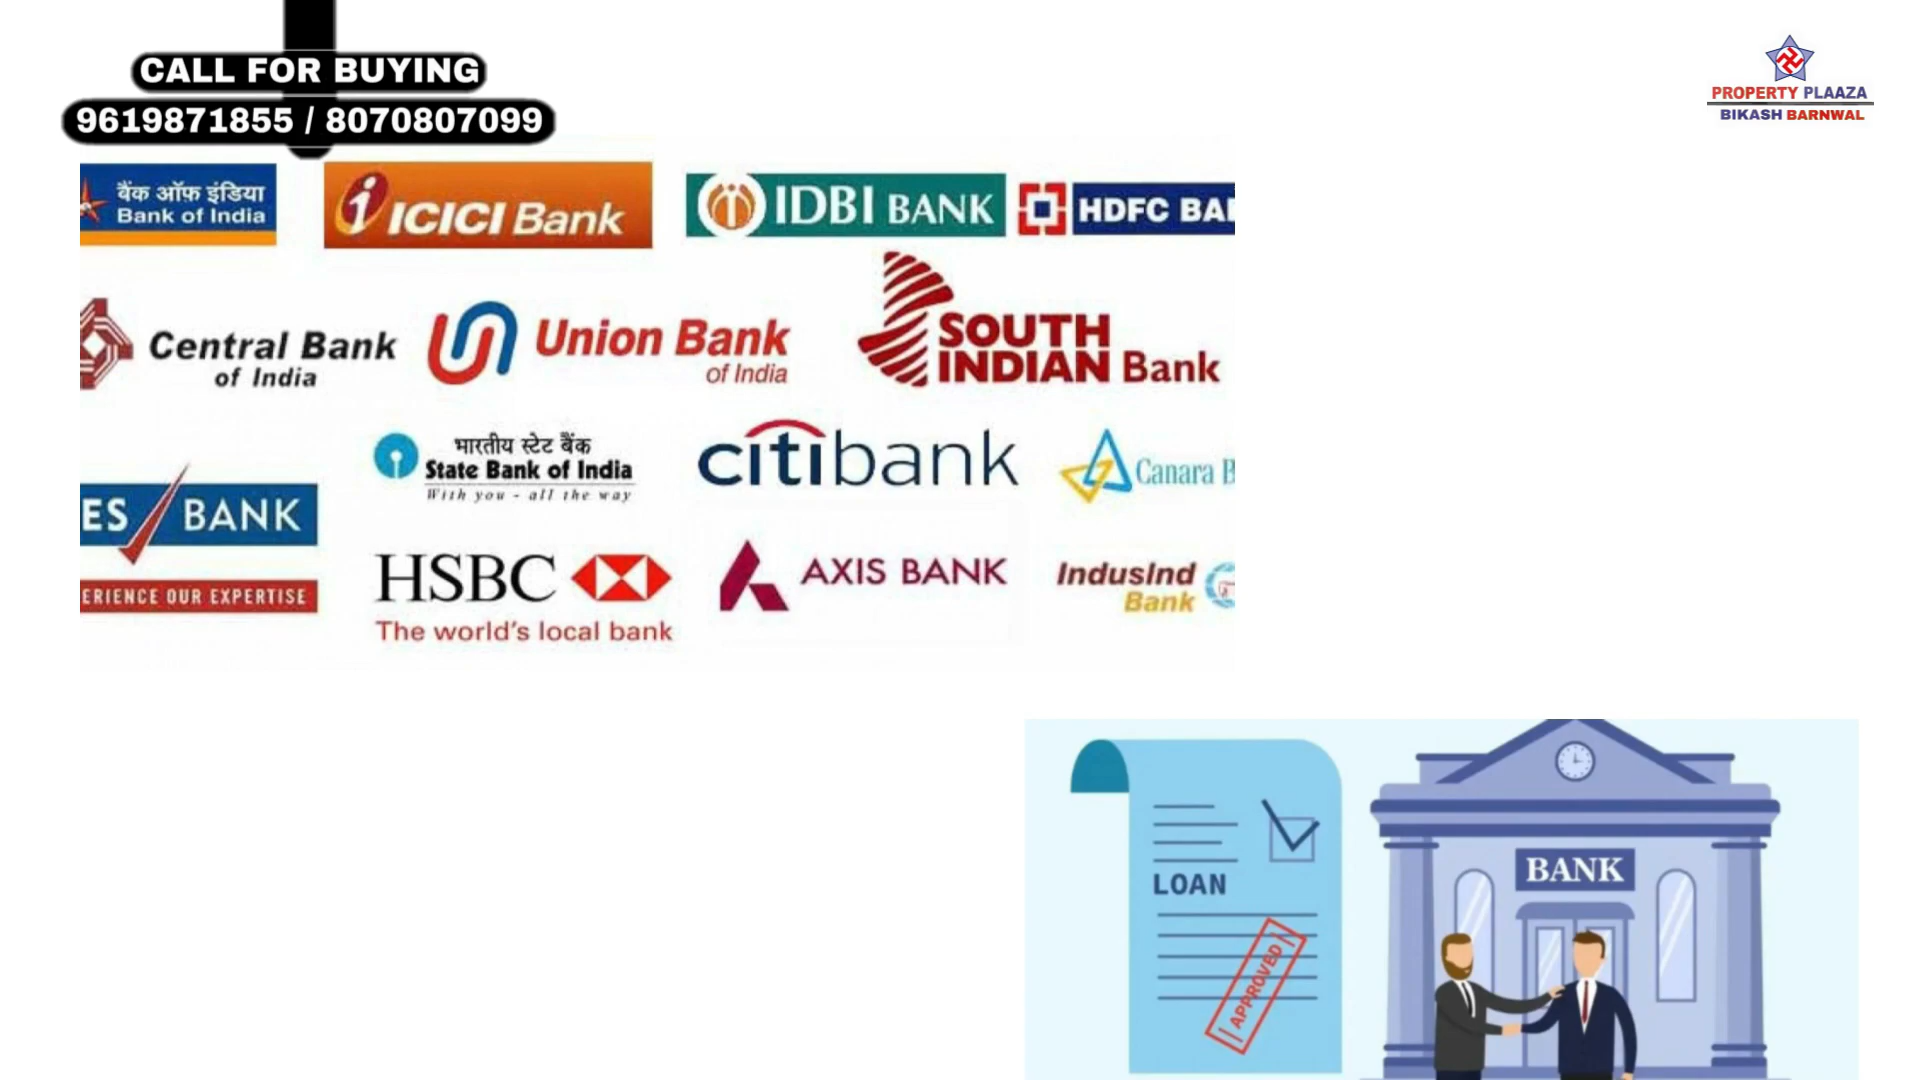 CALL FOR BUYING
9619871855 / 8070807099
PROPERTY PLAAZA
BIKASH BARNWAL
बैंक ऑफ़ इंडिया
Bank of India
ICICI Bank
IDBI BANK
HDFC BA
Central Bank
of India
Union Bank
of India
SOUTH
INDIAN Bank
भारतीय स्टेट बैंक
State Bank of India
With you - all the way
citibank
Canara B
ES BANK
ERIENCE OUR EXPERTISE
HSBC
The world's local bank
AXIS BANK
IndusInd
Bank
LOAN
APPROVED
BANK